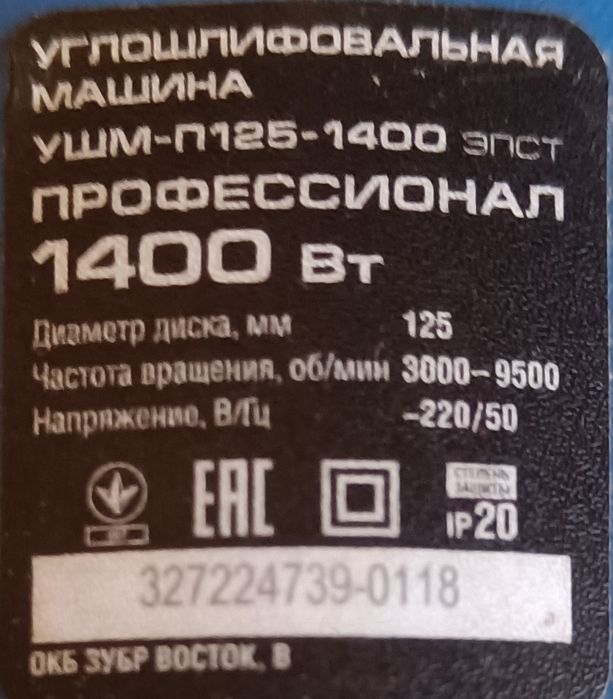 УГЛОШЛИФОВАЛЬНАЯ
МАШИНА
УШМ-П125-1400 ЭПСТ
ПРОФЕССИОНАЛ
1400 Вт
Диаметр диска, мм 125
Частота вращения, об/мин 3000-9500
Напряжение, В/Гц ~220/50
ЕАС
СТЕПЕНЬ
ЗАЩИТЫ
IP20
327224739-0118
ОКБ ЗУБР ВОСТОК, В